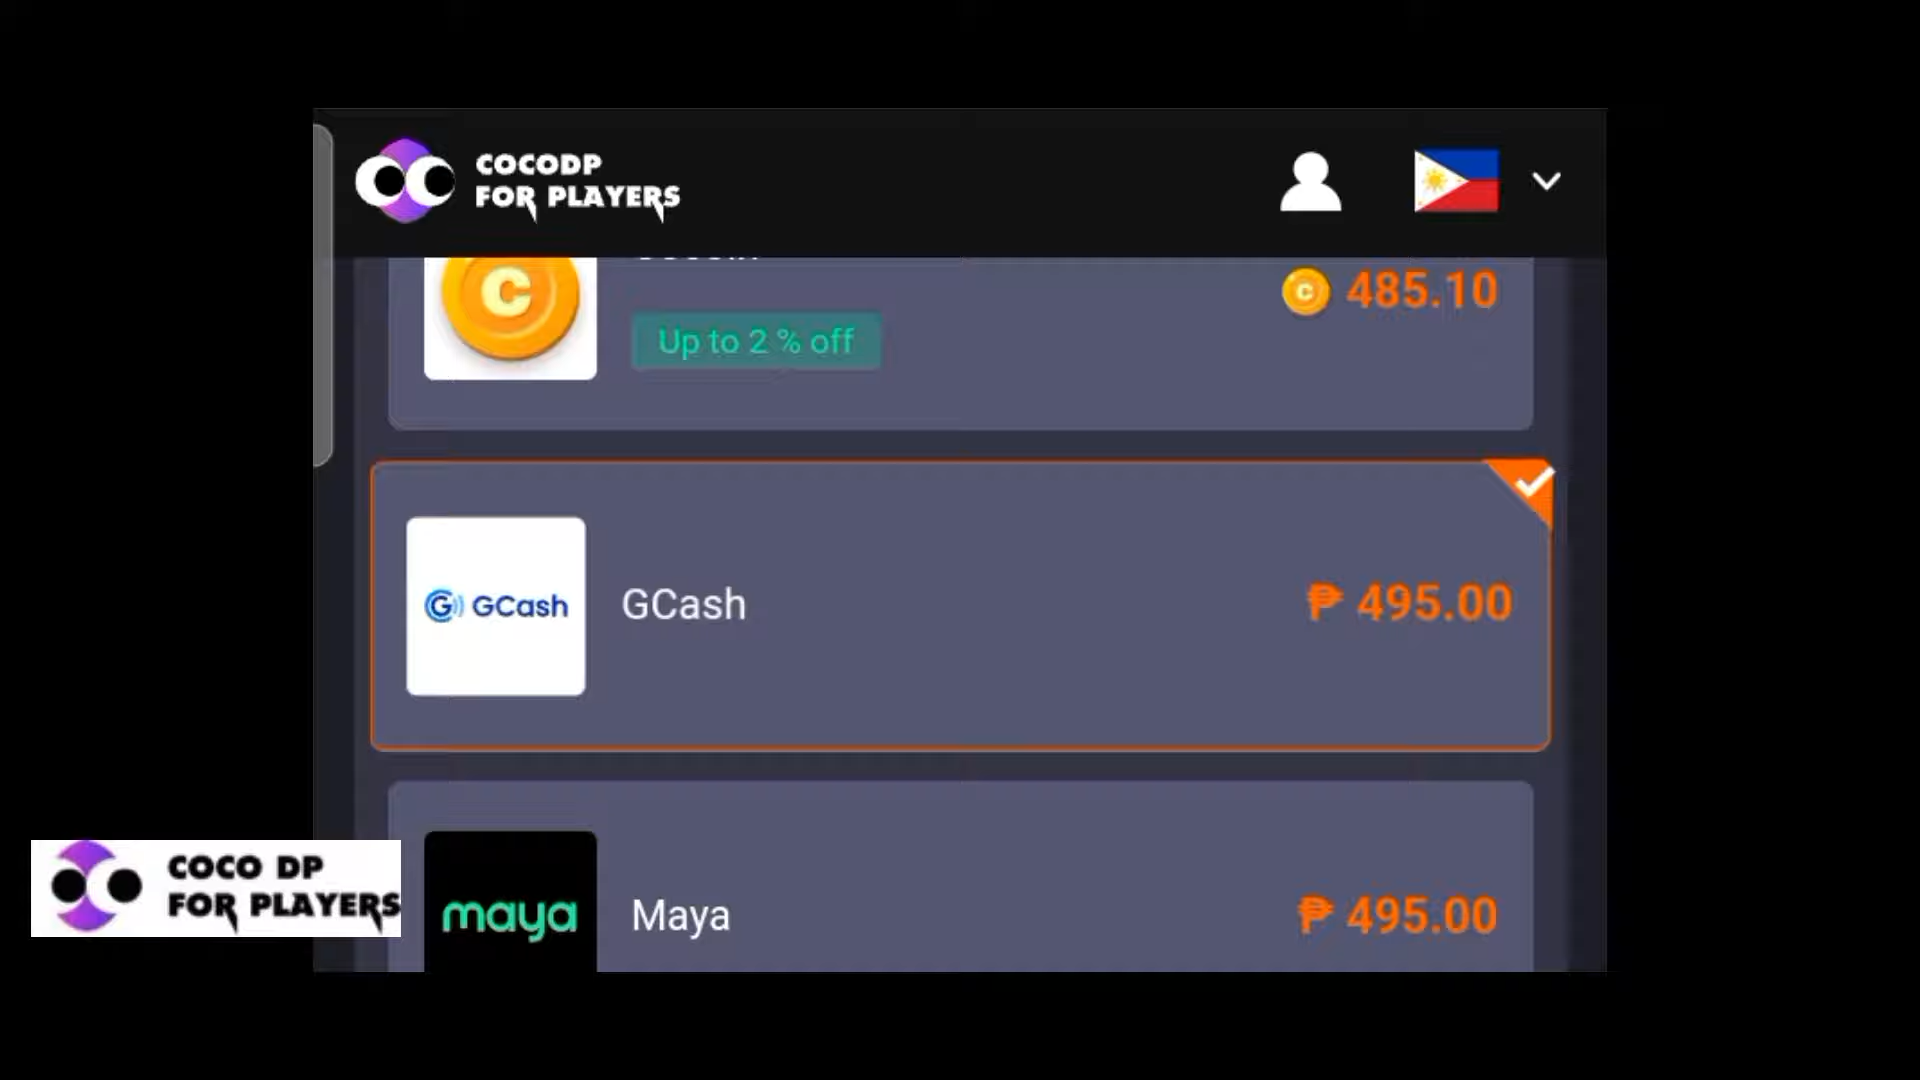 COCODP
FOR PLAYERS
C 485.10
Up to 2 % off
GCash
GCash
₱ 495.00
COCO DP
FOR PLAYERS
maya
Maya
₱ 495.00